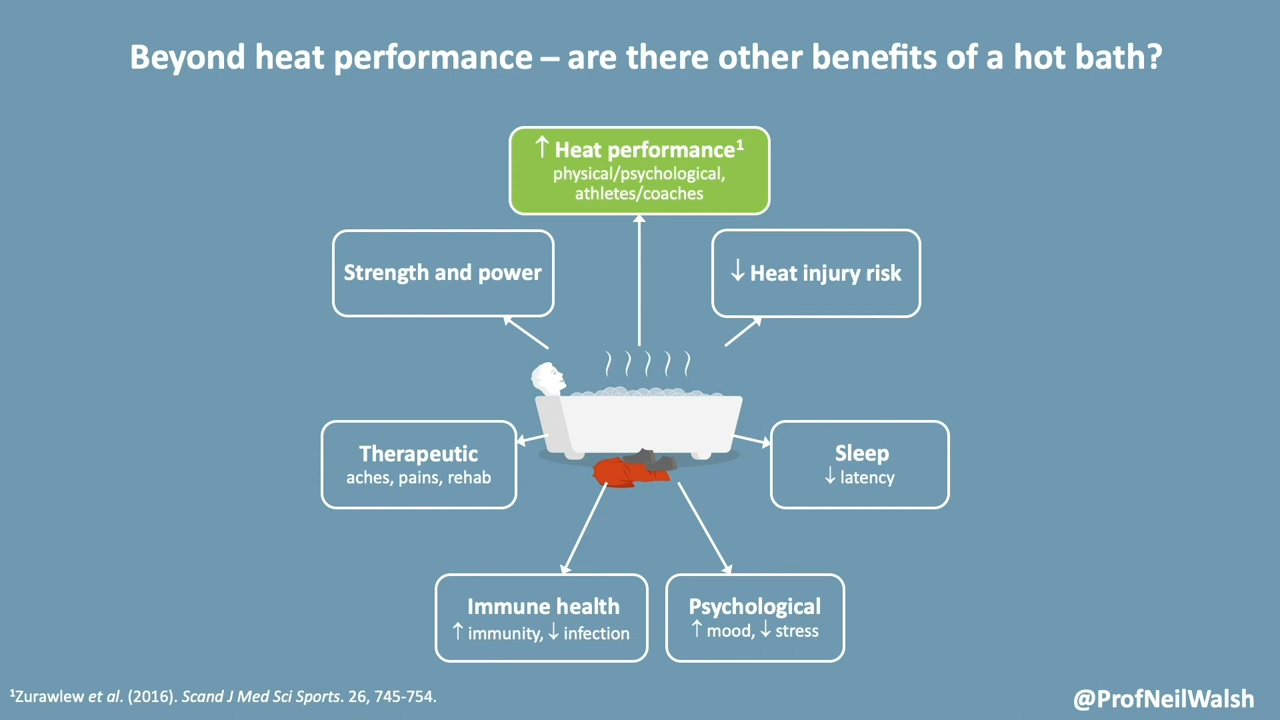 Beyond heat performance – are there other benefits of a hot bath?
↑ Heat performance¹
physical/psychological,
athletes/coaches
Strength and power
↓ Heat injury risk
Therapeutic
aches, pains, rehab
Sleep
↓ latency
Immune health
↑ immunity, ↓ infection
Psychological
↑ mood, ↓ stress
¹Zurawlew et al. (2016). Scand J Med Sci Sports. 26, 745-754.
@ProfNeilWalsh